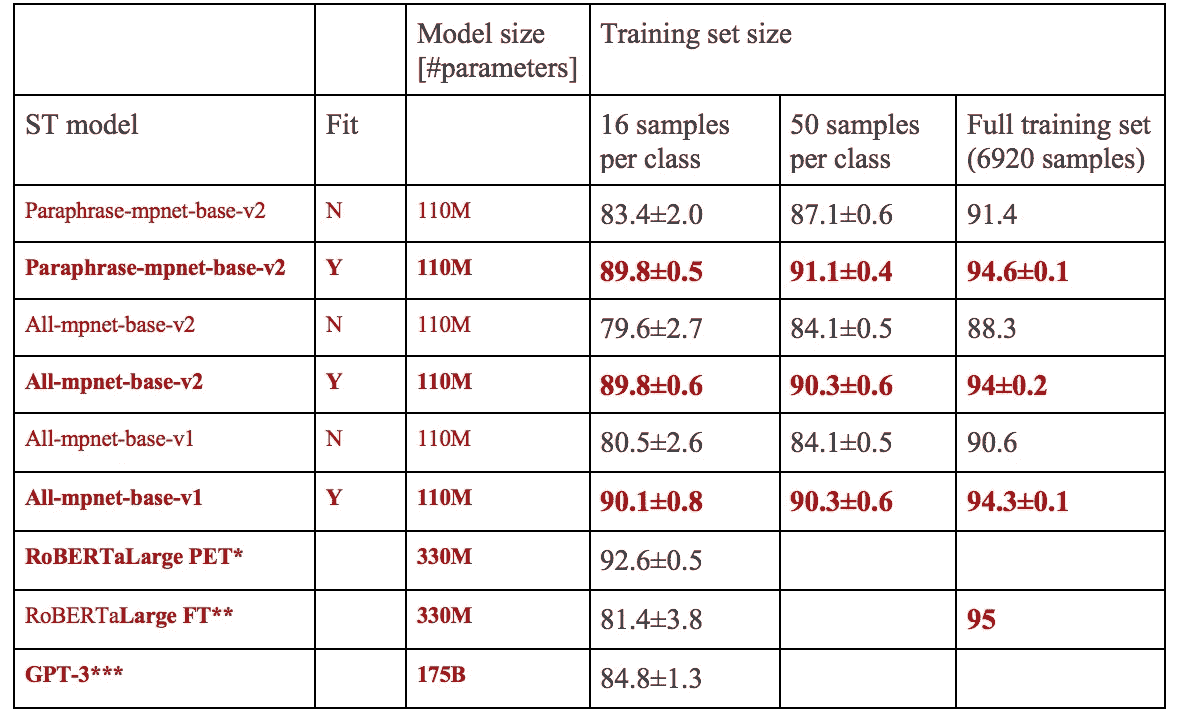 Model size Training set size
[#parameters]
ST model Fit 16 samples 50 samples Full training set
per class per class (6920 samples)
Paraphrase-mpnet-base-v2 N 110M 83.4±2.0 87.1±0.6 91.4
Paraphrase-mpnet-base-v2 Y 110M 89.8±0.5 91.1±0.4 94.6±0.1
All-mpnet-base-v2 N 110M 79.6±2.7 84.1±0.5 88.3
All-mpnet-base-v2 Y 110M 89.8±0.6 90.3±0.6 94±0.2
All-mpnet-base-v1 N 110M 80.5±2.6 84.1±0.5 90.6
All-mpnet-base-v1 Y 110M 90.1±0.8 90.3±0.6 94.3±0.1
RoBERTaLarge PET* 330M 92.6±0.5
RoBERTaLarge FT** 330M 81.4±3.8 95
GPT-3*** 175B 84.8±1.3